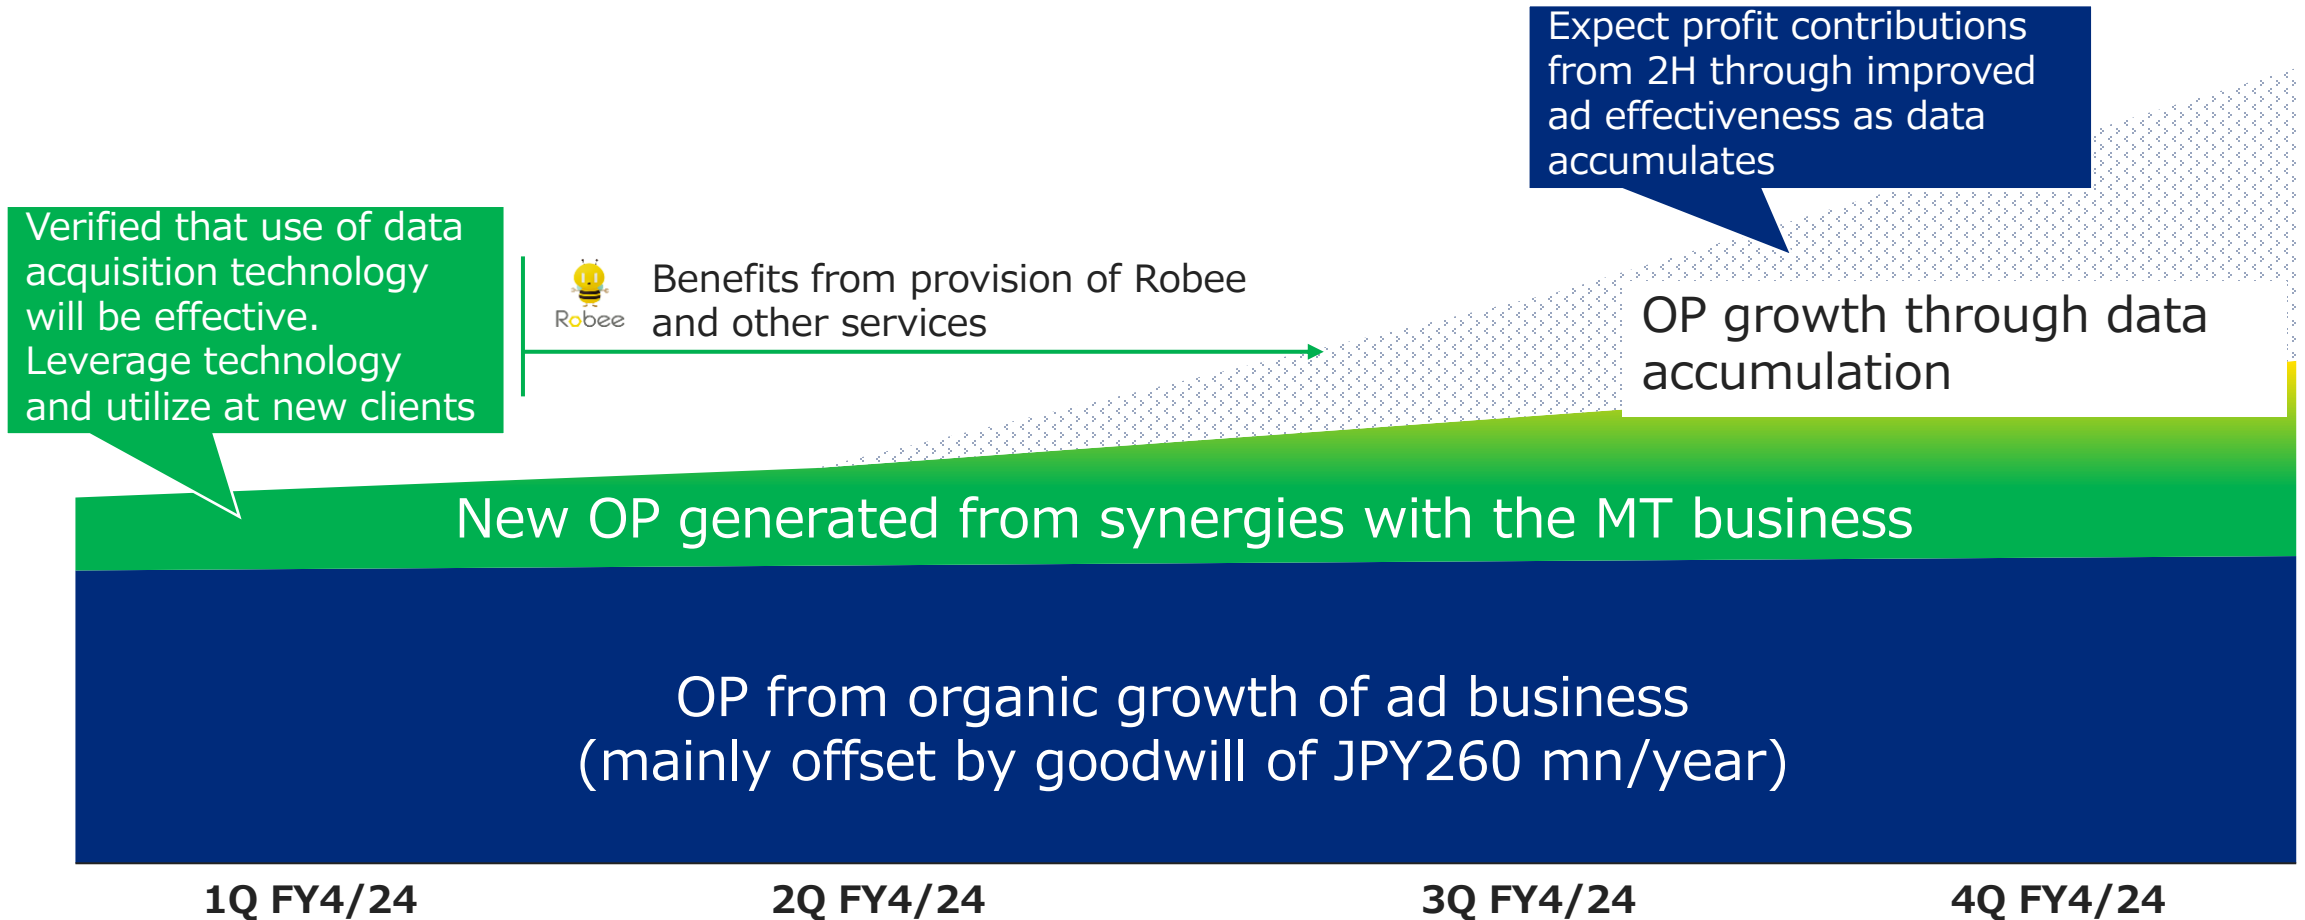 Expect profit contributions
from 2H through improved
ad effectiveness as data
accumulates
Verified that use of data
acquisition technology
will be effective.
Leverage technology
and utilize at new clients
Robee
Benefits from provision of Robee
and other services
OP growth through data
accumulation
New OP generated from synergies with the MT business
OP from organic growth of ad business
(mainly offset by goodwill of JPY260 mn/year)
1Q FY4/24
2Q FY4/24
3Q FY4/24
4Q FY4/24